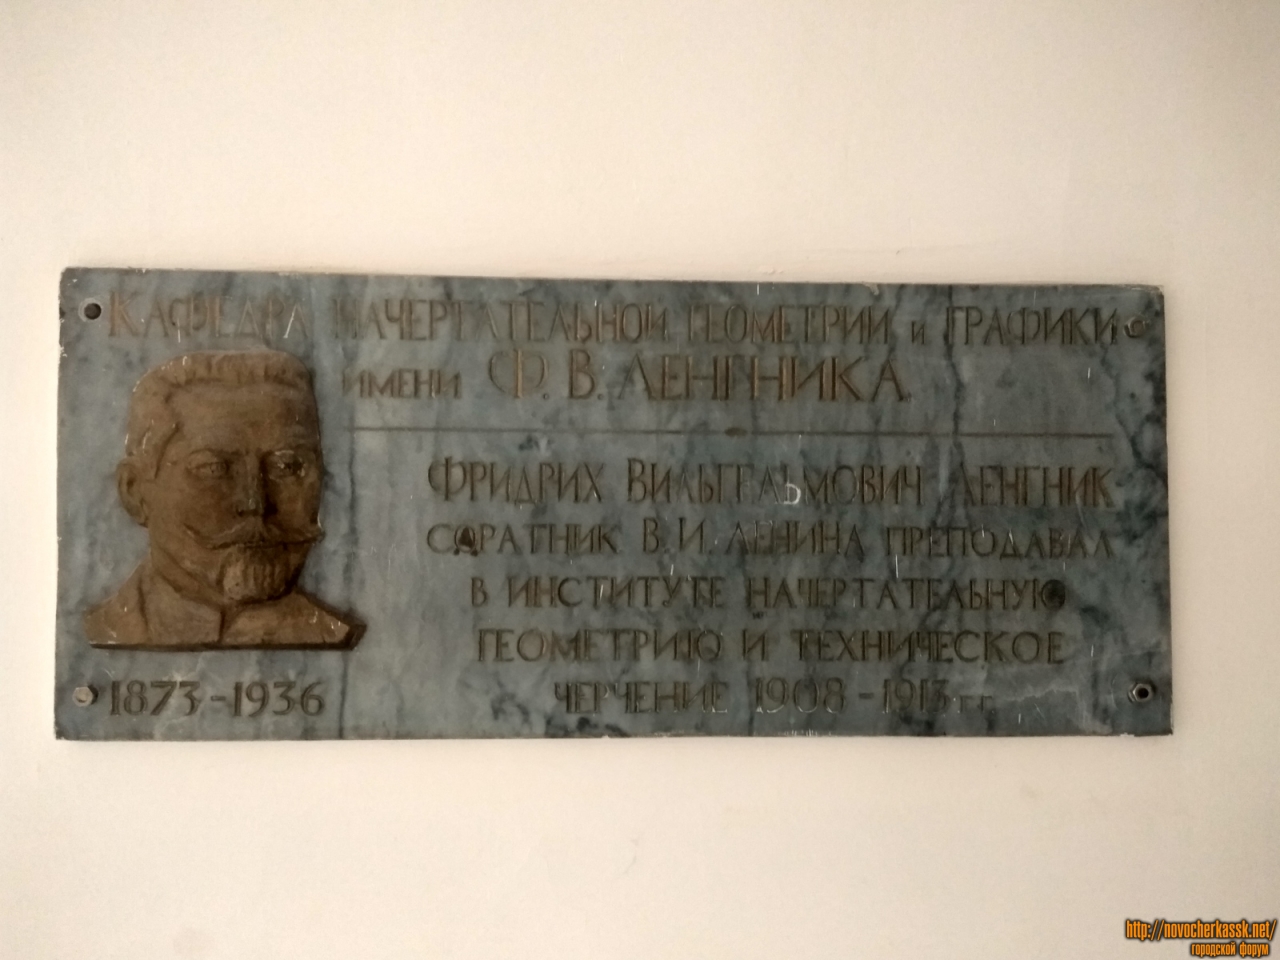 Кафедра начертательной геометрии и графики
имени Ф. В. Ленгника.
Фридрих Вильгельмович Ленгник
соратник В. И. Ленина преподавал
в институте начертательную
геометрию и техническое
черчение 1908 - 1913 гг.
1873 - 1936
http://novocherkassk.net/
городской форум